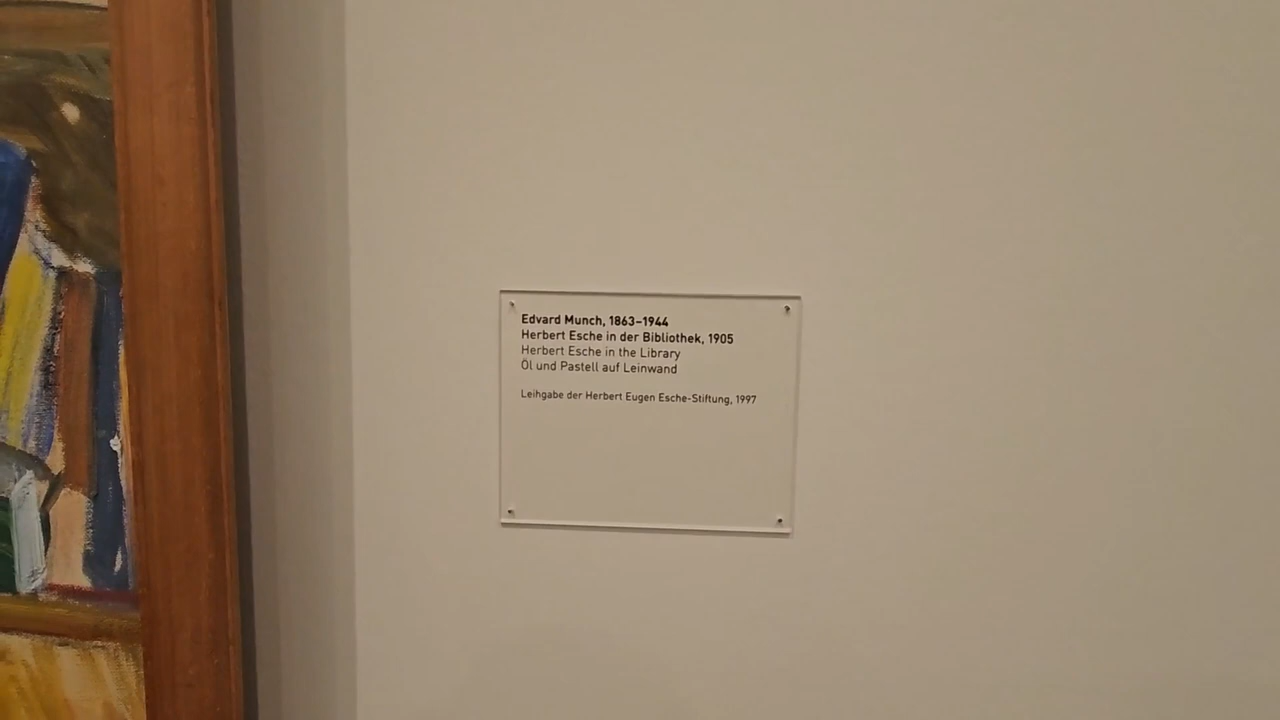 Edvard Munch, 1863–1944
Herbert Esche in der Bibliothek, 1905
Herbert Esche in the Library
Öl und Pastell auf Leinwand
Leihgabe der Herbert Eugen Esche-Stiftung, 1997